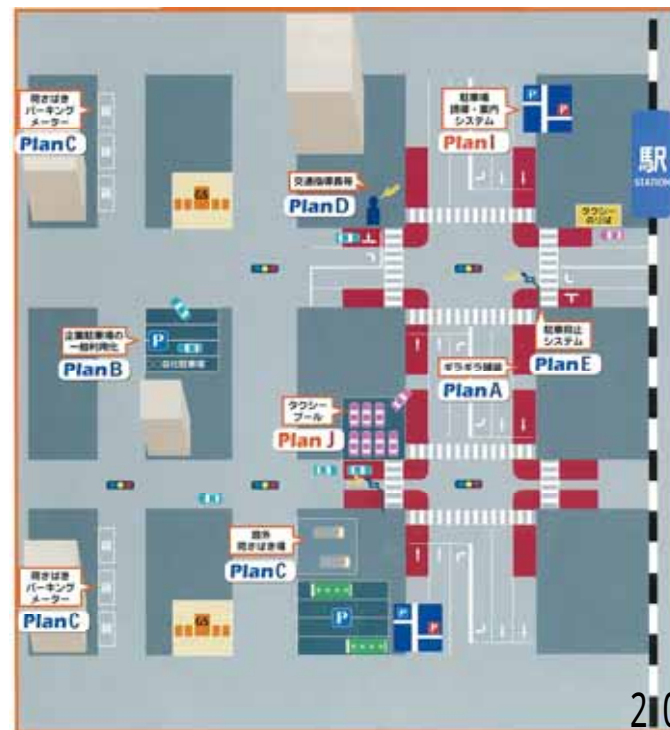 荷さばき
パーキング
メーター
PlanC
GS
交通指導員等
PlanD
駐車場
誘導・案内
システム
PlanI
P
P
駅
STATION
タクシー
のりば
企業駐車場の
一般利用化
PlanB
P
タクシー
プール
Plan J
ギラギラ舗装
PlanA
駐車抑止
システム
PlanE
荷さばき
パーキング
メーター
PlanC
GS
路外
荷さばき場
PlanC
P
P
P